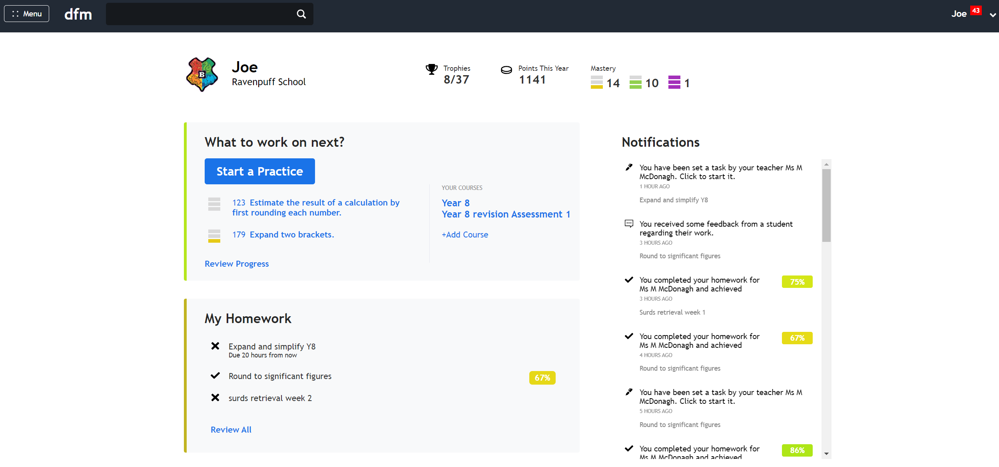 Menu
dfm
Joe 43
B
Joe
Ravenpuff School
Trophies
8/37
Points This Year
1141
Mastery
14 10 1
What to work on next?
Start a Practice
123 Estimate the result of a calculation by
first rounding each number.
179 Expand two brackets.
Review Progress
YOUR COURSES
Year 8
Year 8 revision Assessment 1
+Add Course
My Homework
Expand and simplify Y8
Due 20 hours from now
Round to significant figures
67%
surds retrieval week 2
Review All
Notifications
You have been set a task by your teacher Ms M
McDonagh. Click to start it.
1 HOUR AGO
Expand and simplify Y8
You received some feedback from a student
regarding their work.
3 HOURS AGO
Round to significant figures
You completed your homework for
Ms M McDonagh and achieved
75%
3 HOURS AGO
Surds retrieval week 1
You completed your homework for
Ms M McDonagh and achieved
67%
4 HOURS AGO
Round to significant figures
You have been set a task by your teacher Ms M
McDonagh. Click to start it.
5 HOURS AGO
Round to significant figures
You completed your homework for
Ms M McDonagh and achieved
86%